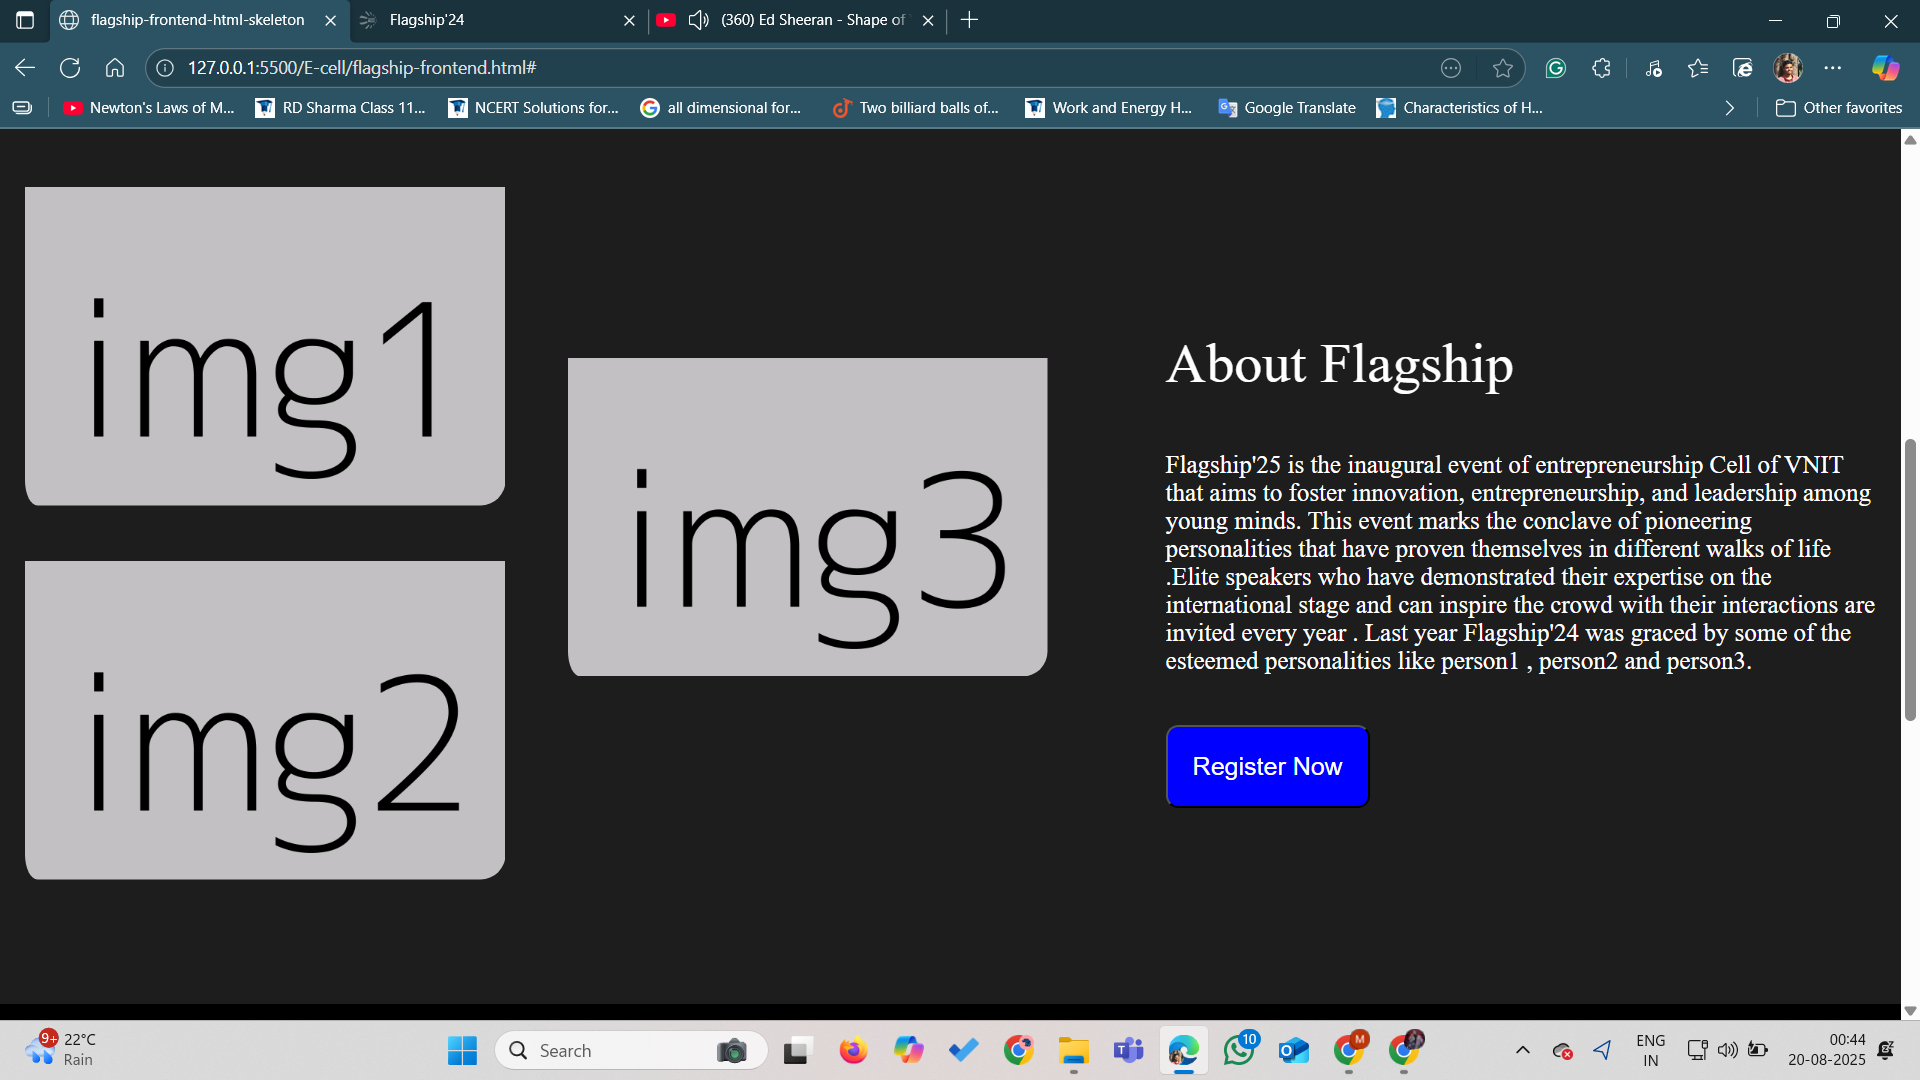 flagship-frontend-html-skeleton
Flagship'24
(360) Ed Sheeran - Shape of
127.0.0.1:5500/E-cell/flagship-frontend.html#
Newton's Laws of M...
RD Sharma Class 11...
NCERT Solutions for...
all dimensional for...
Two billiard balls of...
Work and Energy H...
Google Translate
Characteristics of H...
Other favorites
img1
img2
img3
About Flagship
Flagship'25 is the inaugural event of entrepreneurship Cell of VNIT
that aims to foster innovation, entrepreneurship, and leadership among
young minds. This event marks the conclave of pioneering
personalities that have proven themselves in different walks of life
.Elite speakers who have demonstrated their expertise on the
international stage and can inspire the crowd with their interactions are
invited every year . Last year Flagship'24 was graced by some of the
esteemed personalities like person1 , person2 and person3.
Register Now
9+
22°C
Rain
Search
10
M
ENG
IN
00:44
20-08-2025